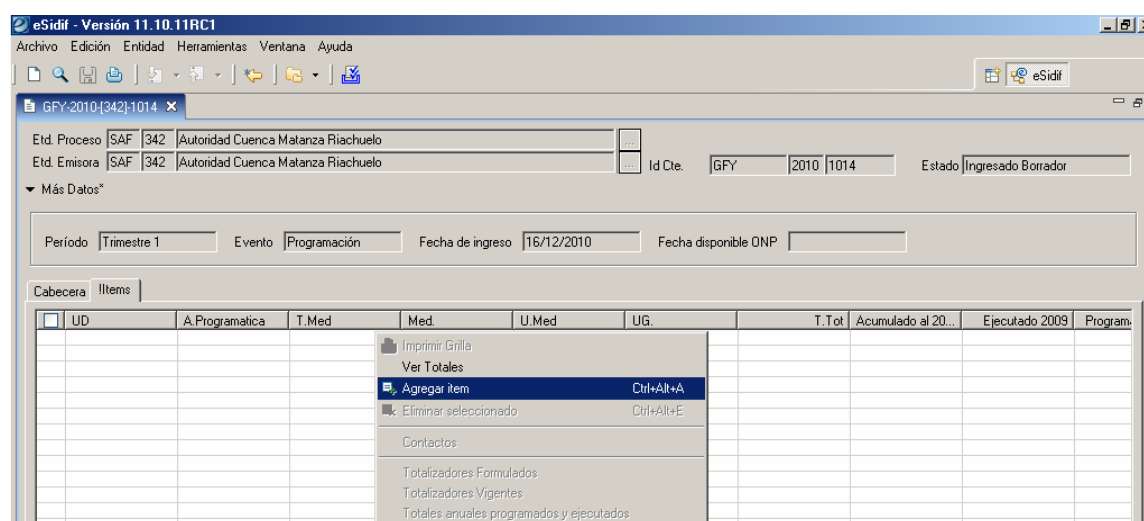 eSidif - Versión 11.10.11RC1
Archivo Edición Entidad Herramientas Ventana Ayuda
eSidif
GFY-2010-[342]-1014
Etd. Proceso SAF 342 Autoridad Cuenca Matanza Riachuelo ...
Etd. Emisora SAF 342 Autoridad Cuenca Matanza Riachuelo ... Id Cte. GFY 2010 1014 Estado Ingresado Borrador
Más Datos*
Período Trimestre 1 Evento Programación Fecha de ingreso 16/12/2010 Fecha disponible ONP
Cabecera !Items
UD A.Programatica T.Med Med. U.Med UG. T.Tot Acumulado al 20... Ejecutado 2009 Program
Imprimir Grilla
Ver Totales
Agregar item Ctrl+Alt+A
Eliminar seleccionado Ctrl+Alt+E
Contactos
Totalizadores Formulados
Totalizadores Vigentes
Totales anuales programados y ejecutados